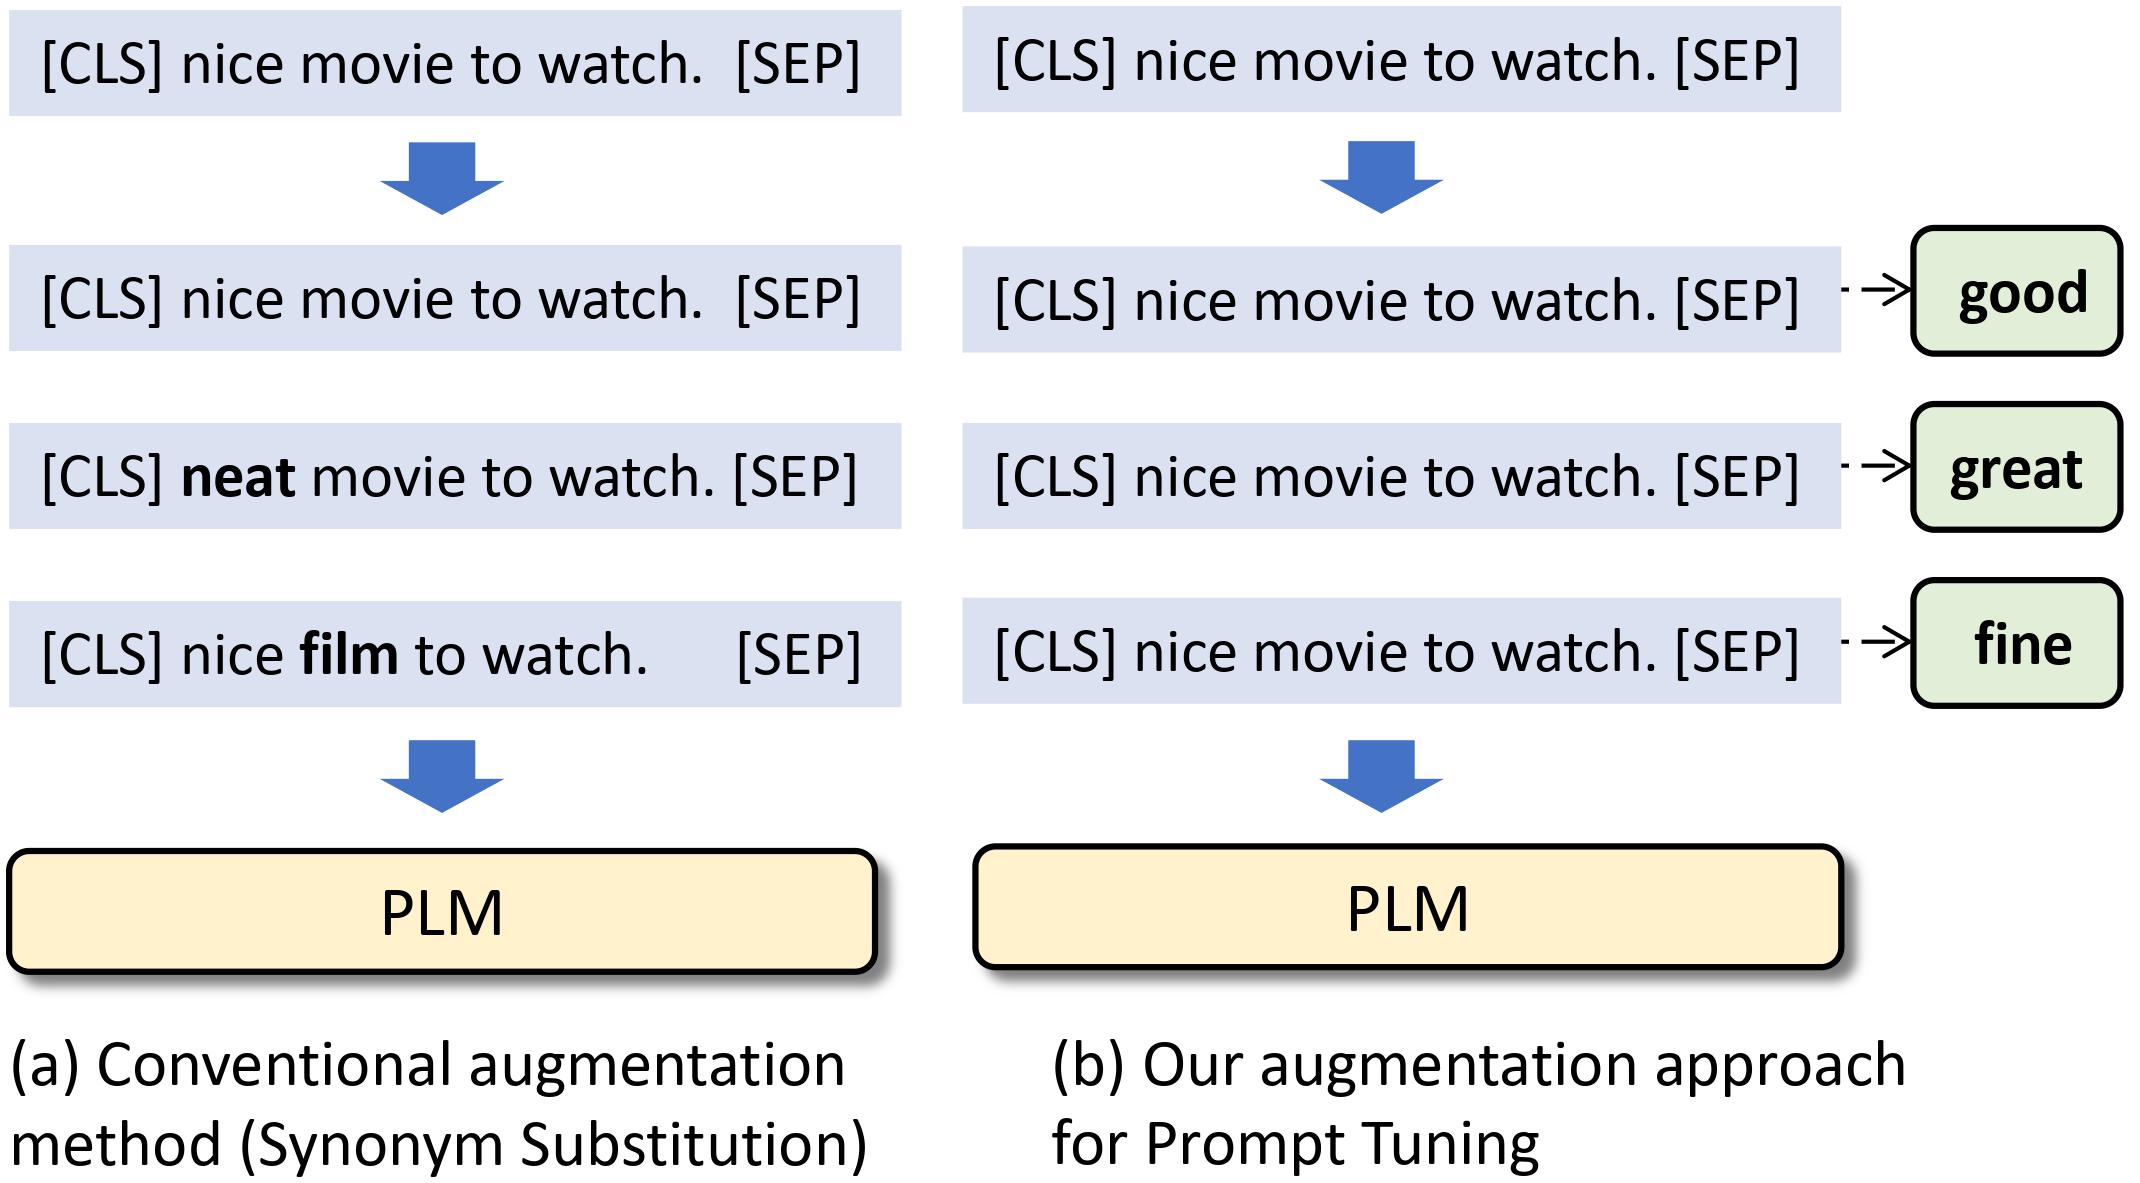 [CLS] nice movie to watch. [SEP]
[CLS] nice movie to watch. [SEP]
[CLS] neat movie to watch. [SEP]
[CLS] nice film to watch. [SEP]
PLM
(a) Conventional augmentation
method (Synonym Substitution)
[CLS] nice movie to watch. [SEP]
[CLS] nice movie to watch. [SEP]
good
[CLS] nice movie to watch. [SEP]
great
[CLS] nice movie to watch. [SEP]
fine
PLM
(b) Our augmentation approach
for Prompt Tuning